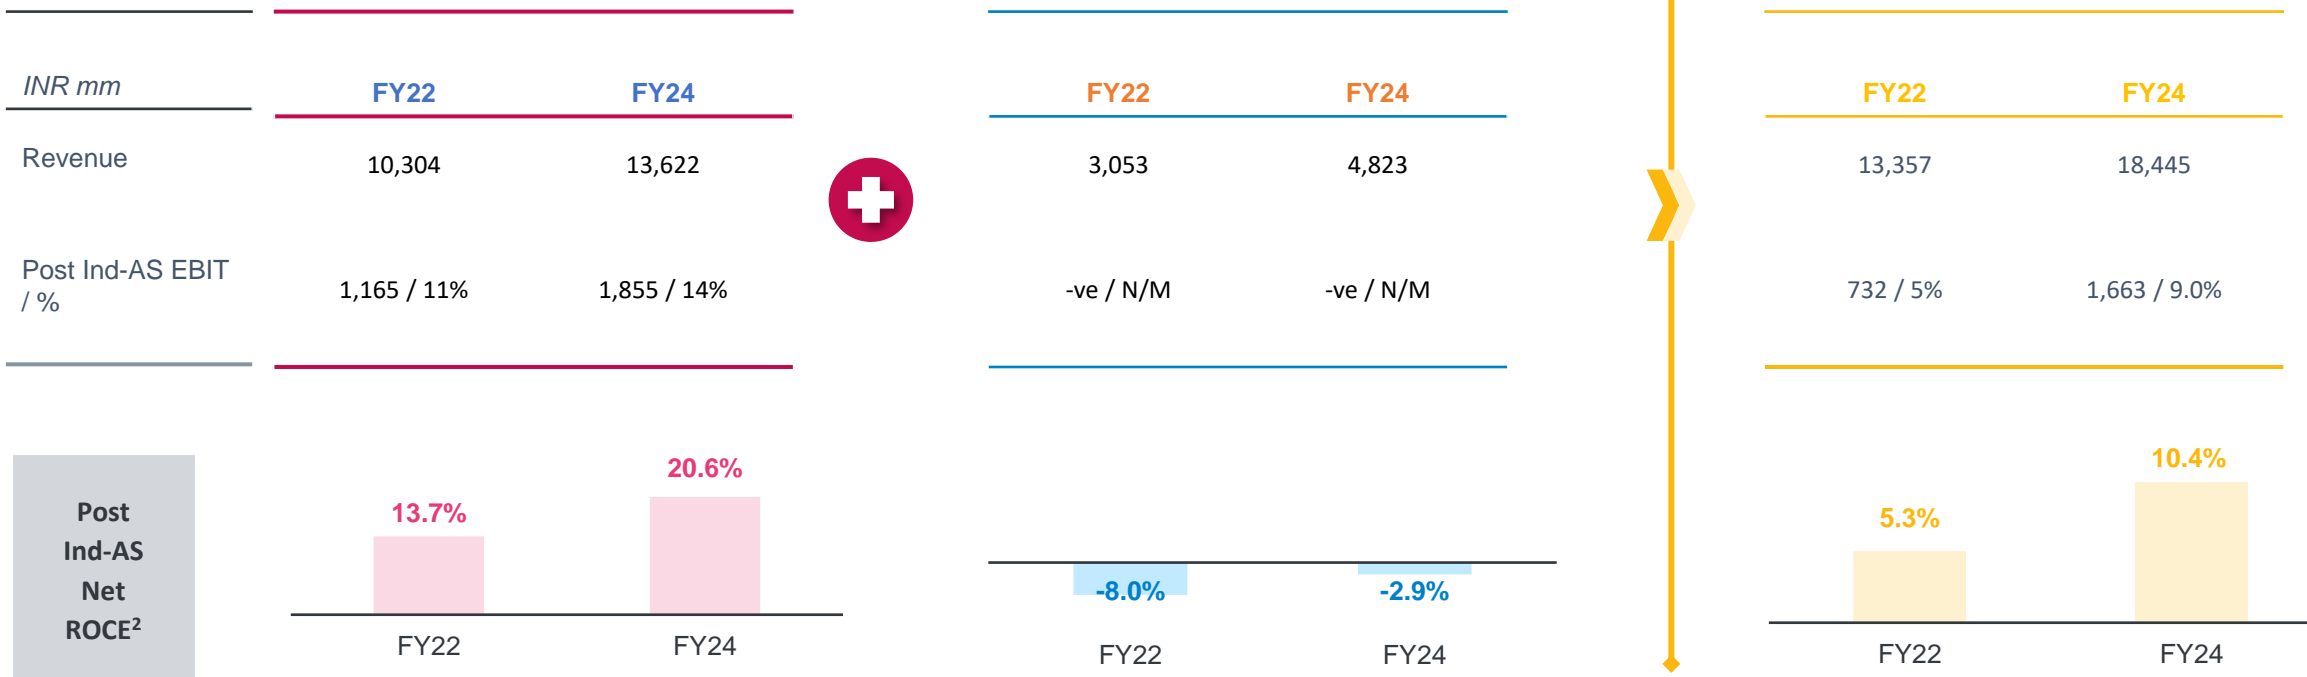 INR mm FY22 FY24 FY22 FY24 FY22 FY24
Revenue 10,304 13,622 3,053 4,823 13,357 18,445
Post Ind-AS EBIT
/ % 1,165 / 11% 1,855 / 14% -ve / N/M -ve / N/M 732 / 5% 1,663 / 9.0%
Post
Ind-AS
Net
ROCE²
13.7% 20.6%
FY22 FY24
-8.0% -2.9%
FY22 FY24
5.3% 10.4%
FY22 FY24